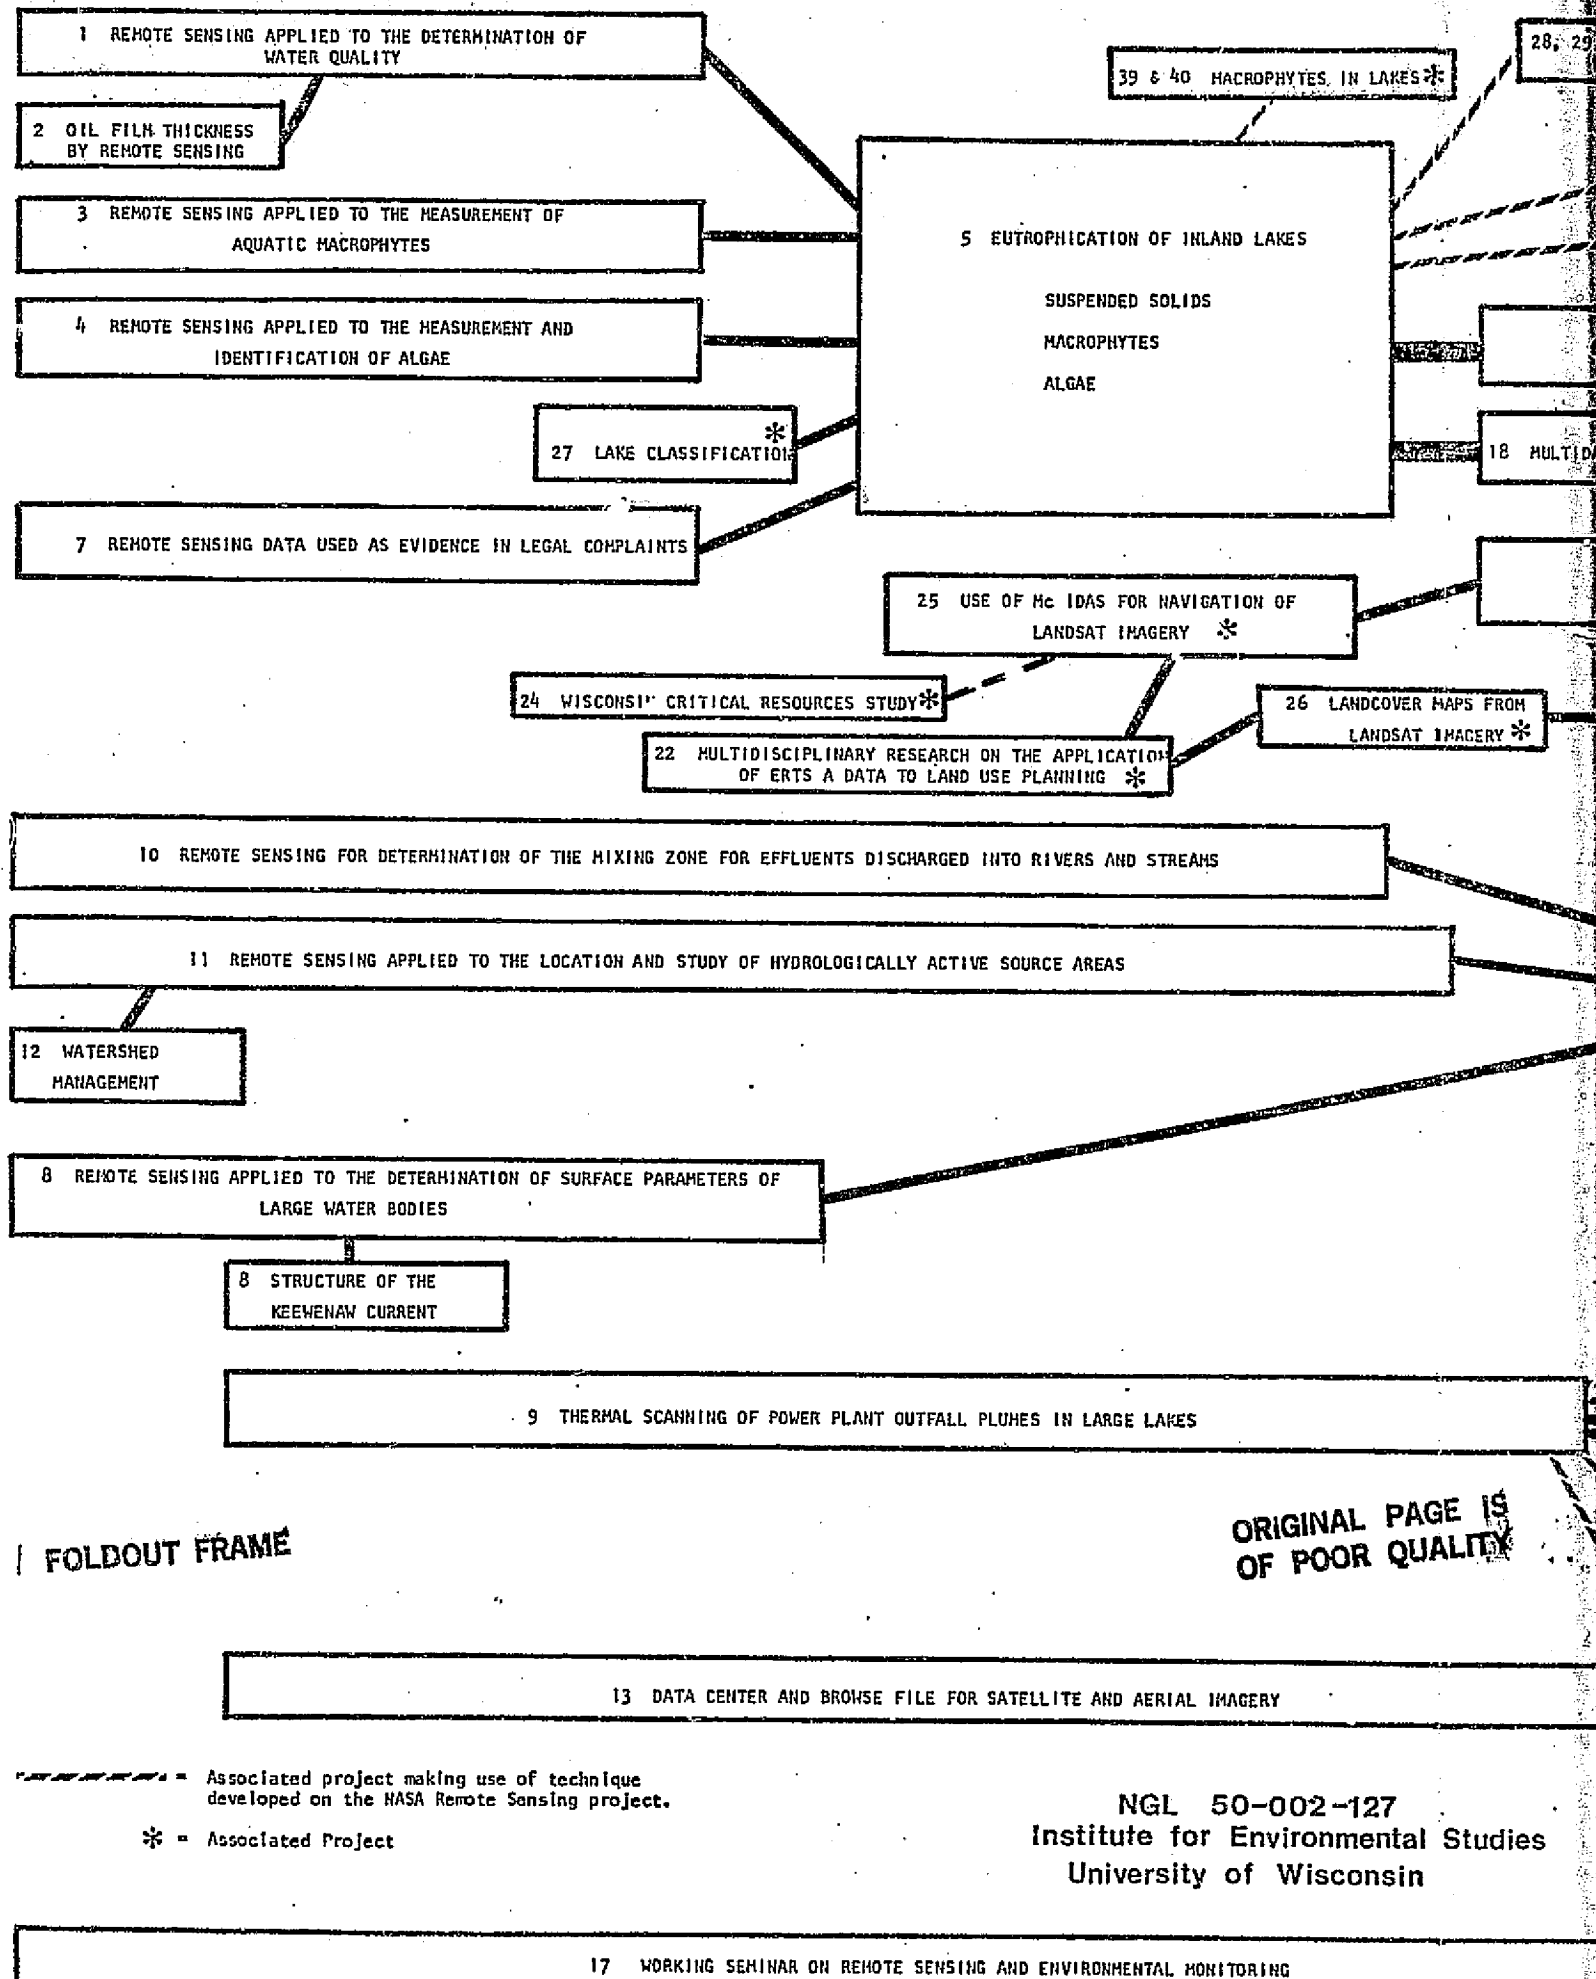 1 REMOTE SENSING APPLIED TO THE DETERMINATION OF
WATER QUALITY
2 OIL FILM THICKNESS
BY REMOTE SENSING
3 REMOTE SENSING APPLIED TO THE MEASUREMENT OF
AQUATIC MACROPHYTES
4 REMOTE SENSING APPLIED TO THE MEASUREMENT AND
IDENTIFICATION OF ALGAE
39 & 40 MACROPHYTES IN LAKES *
28, 29
5 EUTROPHICATION OF INLAND LAKES
SUSPENDED SOLIDS
MACROPHYTES
ALGAE
27 LAKE CLASSIFICATION *
18 MULTID
7 REMOTE SENSING DATA USED AS EVIDENCE IN LEGAL COMPLAINTS
25 USE OF Mc IDAS FOR NAVIGATION OF
LANDSAT IMAGERY *
24 WISCONSIN CRITICAL RESOURCES STUDY *
26 LANDCOVER MAPS FROM
LANDSAT IMAGERY *
22 MULTIDISCIPLINARY RESEARCH ON THE APPLICATION
OF ERTS A DATA TO LAND USE PLANNING *
10 REMOTE SENSING FOR DETERMINATION OF THE MIXING ZONE FOR EFFLUENTS DISCHARGED INTO RIVERS AND STREAMS
11 REMOTE SENSING APPLIED TO THE LOCATION AND STUDY OF HYDROLOGICALLY ACTIVE SOURCE AREAS
12 WATERSHED
MANAGEMENT
8 REMOTE SENSING APPLIED TO THE DETERMINATION OF SURFACE PARAMETERS OF
LARGE WATER BODIES
8 STRUCTURE OF THE
KEEWENAW CURRENT
9 THERMAL SCANNING OF POWER PLANT OUTFALL PLUMES IN LARGE LAKES
FOLDOUT FRAME
ORIGINAL PAGE IS
OF POOR QUALITY
13 DATA CENTER AND BROWSE FILE FOR SATELLITE AND AERIAL IMAGERY
= Associated project making use of technique
developed on the NASA Remote Sensing project.
* = Associated Project
NGL 50-002-127
Institute for Environmental Studies
University of Wisconsin
17 WORKING SEMINAR ON REMOTE SENSING AND ENVIRONMENTAL MONITORING